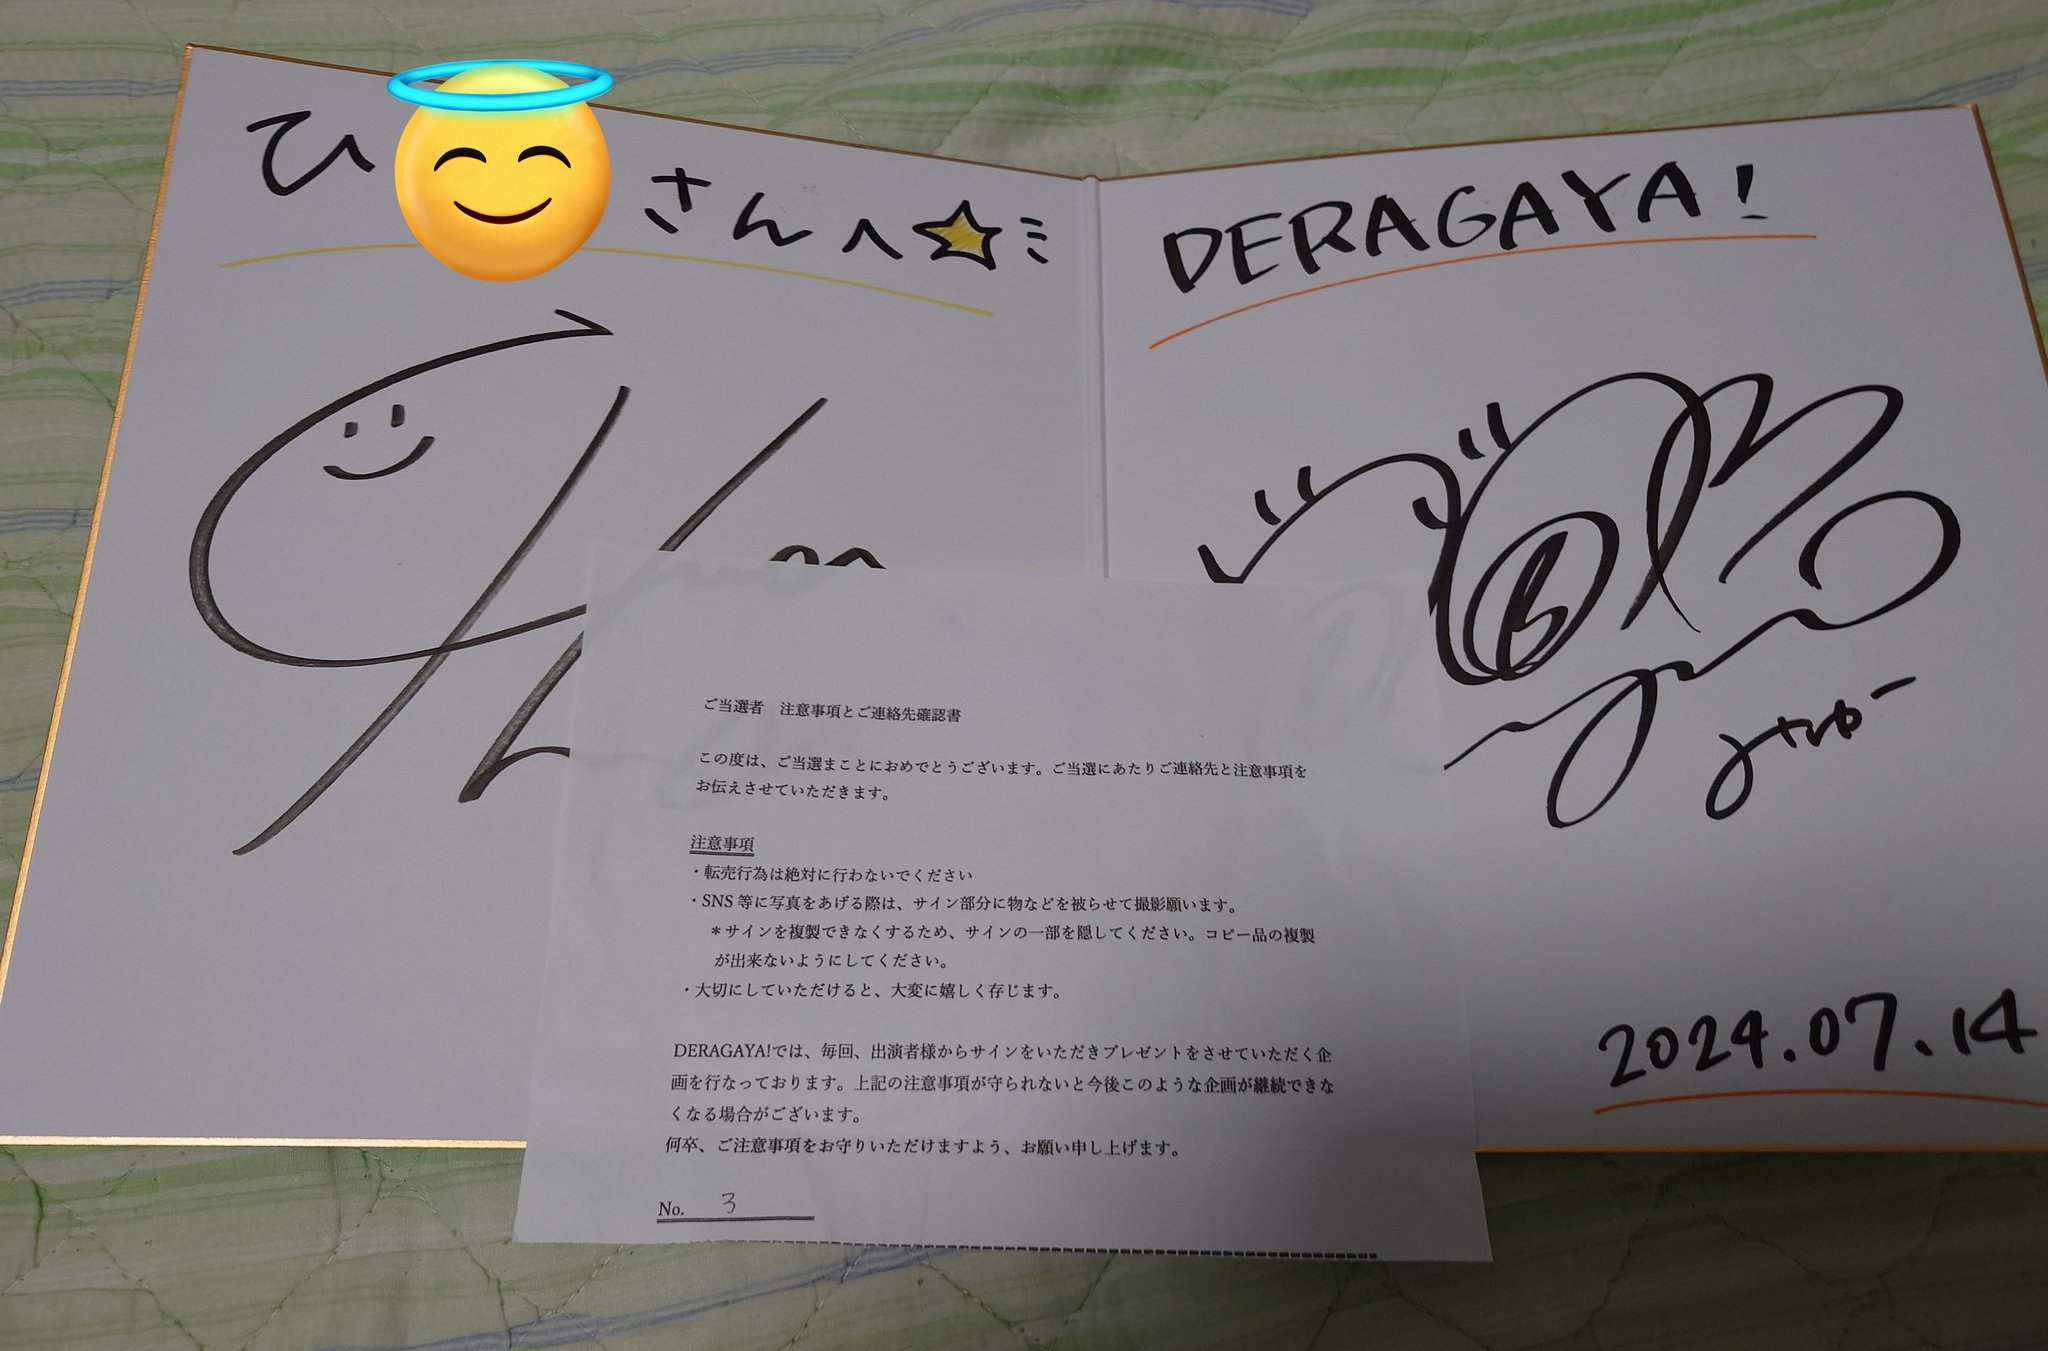 ひ
さんへ☆ミ
DERAGAYA!
2024.07.14
ご当選者　注意事項とご連絡先確認書
この度は、ご当選まことにおめでとうございます。ご当選にあたりご連絡先と注意事項を
お伝えさせていただきます。
注意事項
・転売行為は絶対に行わないでください
・SNS 等に写真をあげる際は、サイン部分に物などを被らせて撮影願います。
＊サインを複製できなくするため、サインの一部を隠してください。コピー品の複製
が出来ないようにしてください。
・大切にしていただけると、大変に嬉しく存じます。
DERAGAYA!では、毎回、出演者様からサインをいただきプレゼントをさせていただく企
画を行なっております。上記の注意事項が守られないと今後このような企画が継続できな
くなる場合がございます。
何卒、ご注意事項をお守りいただけますよう、お願い申し上げます。
No. 3